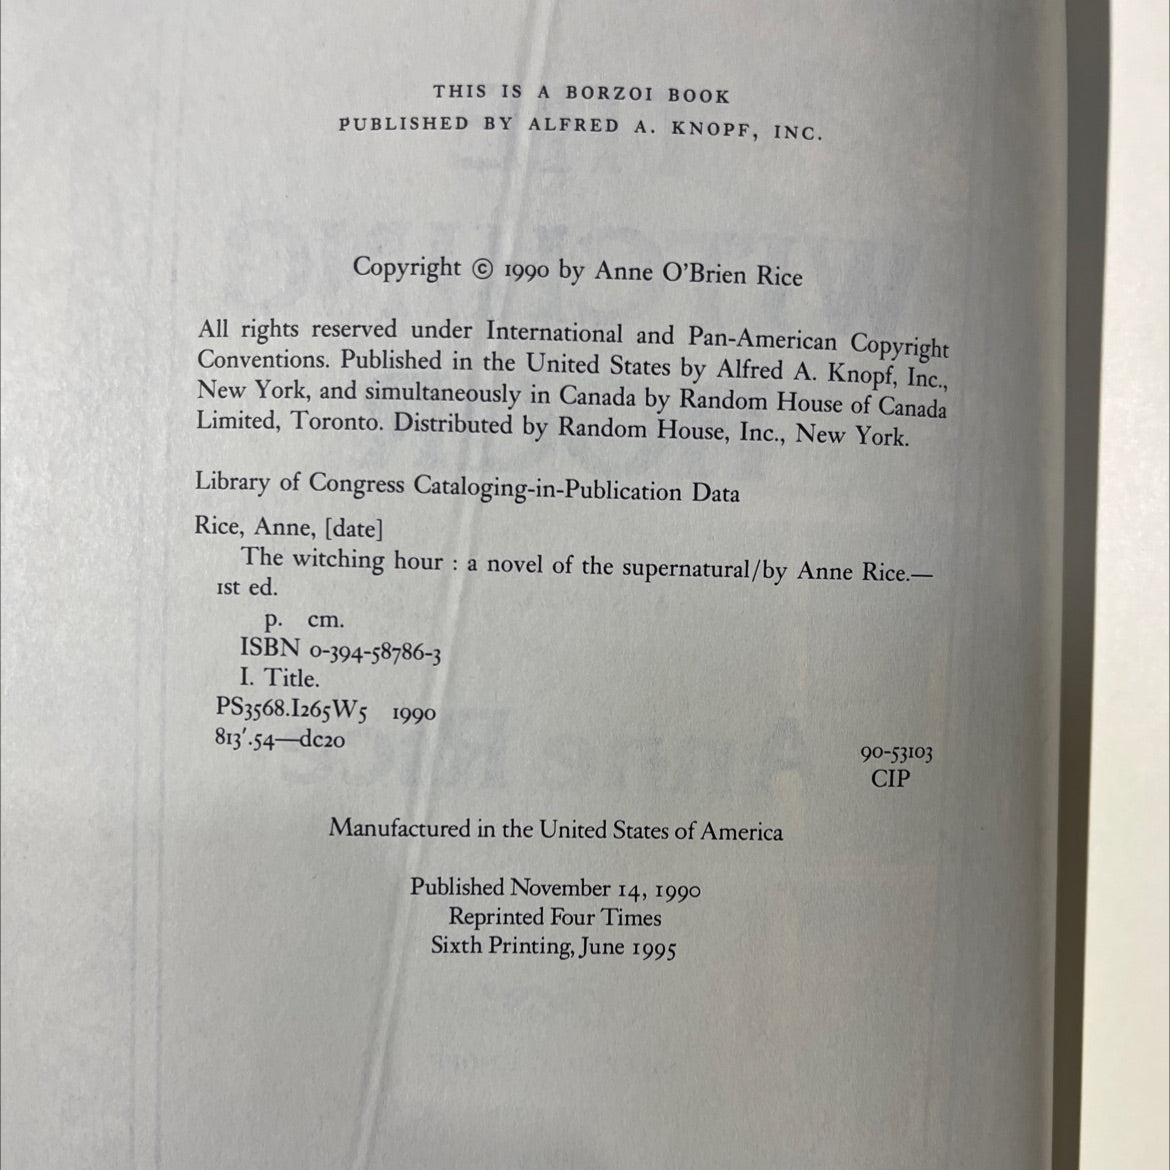 THIS IS A BORZOI BOOK
PUBLISHED BY ALFRED A. KNOPF, INC.
Copyright © 1990 by Anne O'Brien Rice
All rights reserved under International and Pan-American Copyright
Conventions. Published in the United States by Alfred A. Knopf, Inc.,
New York, and simultaneously in Canada by Random House of Canada
Limited, Toronto. Distributed by Random House, Inc., New York.
Library of Congress Cataloging-in-Publication Data
Rice, Anne, [date]
The witching hour : a novel of the supernatural/by Anne Rice.—
1st ed.
p. cm.
ISBN 0-394-58786-3
I. Title.
PS3568.I265W5 1990
813'.54—dc20
90-53103
CIP
Manufactured in the United States of America
Published November 14, 1990
Reprinted Four Times
Sixth Printing, June 1995